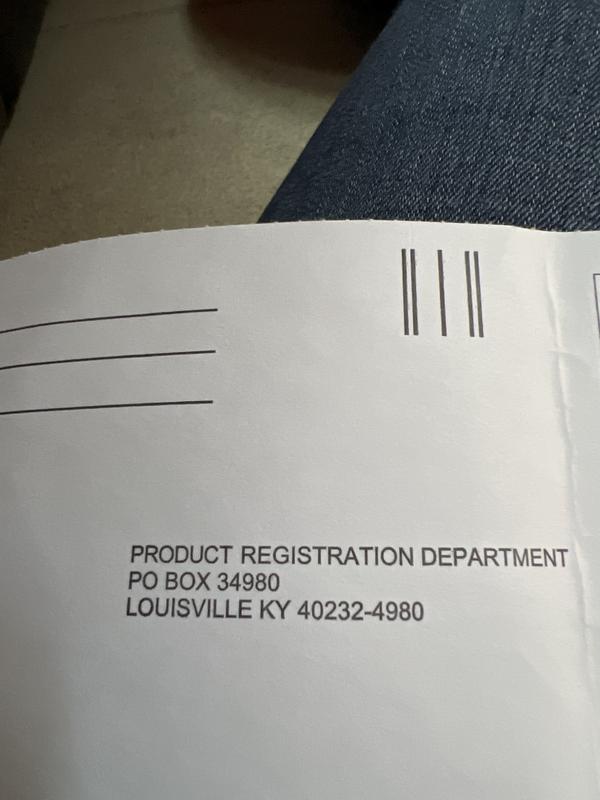 PRODUCT REGISTRATION DEPARTMENT
PO BOX 34980
LOUISVILLE KY 40232-4980